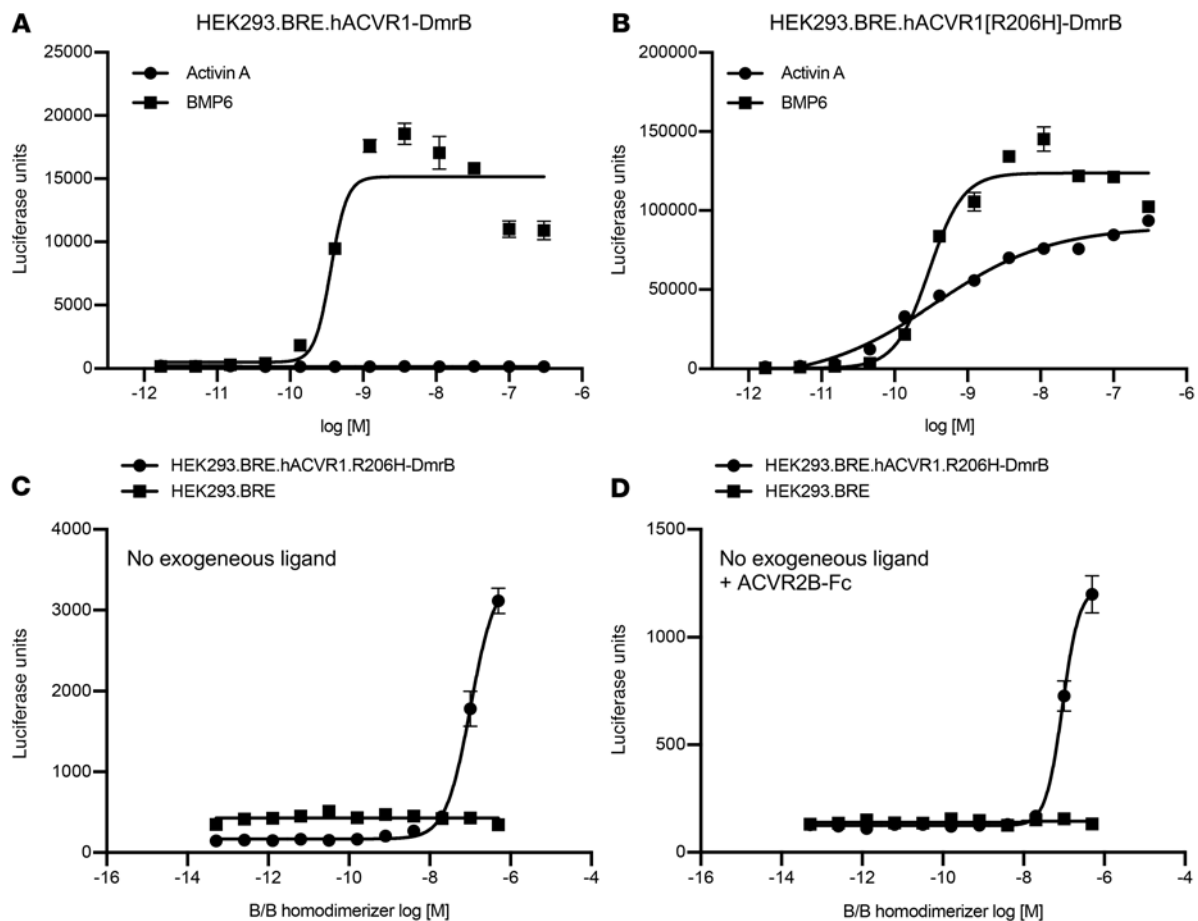 A
HEK293.BRE.hACVR1-DmrB
25000
20000
15000
10000
5000
0
Luciferase units
Activin A
BMP6
-12 -11 -10 -9 -8 -7 -6
log [M]
B
HEK293.BRE.hACVR1[R206H]-DmrB
200000
150000
100000
50000
0
Luciferase units
Activin A
BMP6
-12 -11 -10 -9 -8 -7 -6
log [M]
C
HEK293.BRE.hACVR1.R206H-DmrB
HEK293.BRE
4000
3000
2000
1000
0
Luciferase units
No exogeneous ligand
-16 -14 -12 -10 -8 -6 -4
B/B homodimerizer log [M]
D
HEK293.BRE.hACVR1.R206H-DmrB
HEK293.BRE
1500
1000
500
0
Luciferase units
No exogeneous ligand
+ ACVR2B-Fc
-16 -14 -12 -10 -8 -6 -4
B/B homodimerizer log [M]